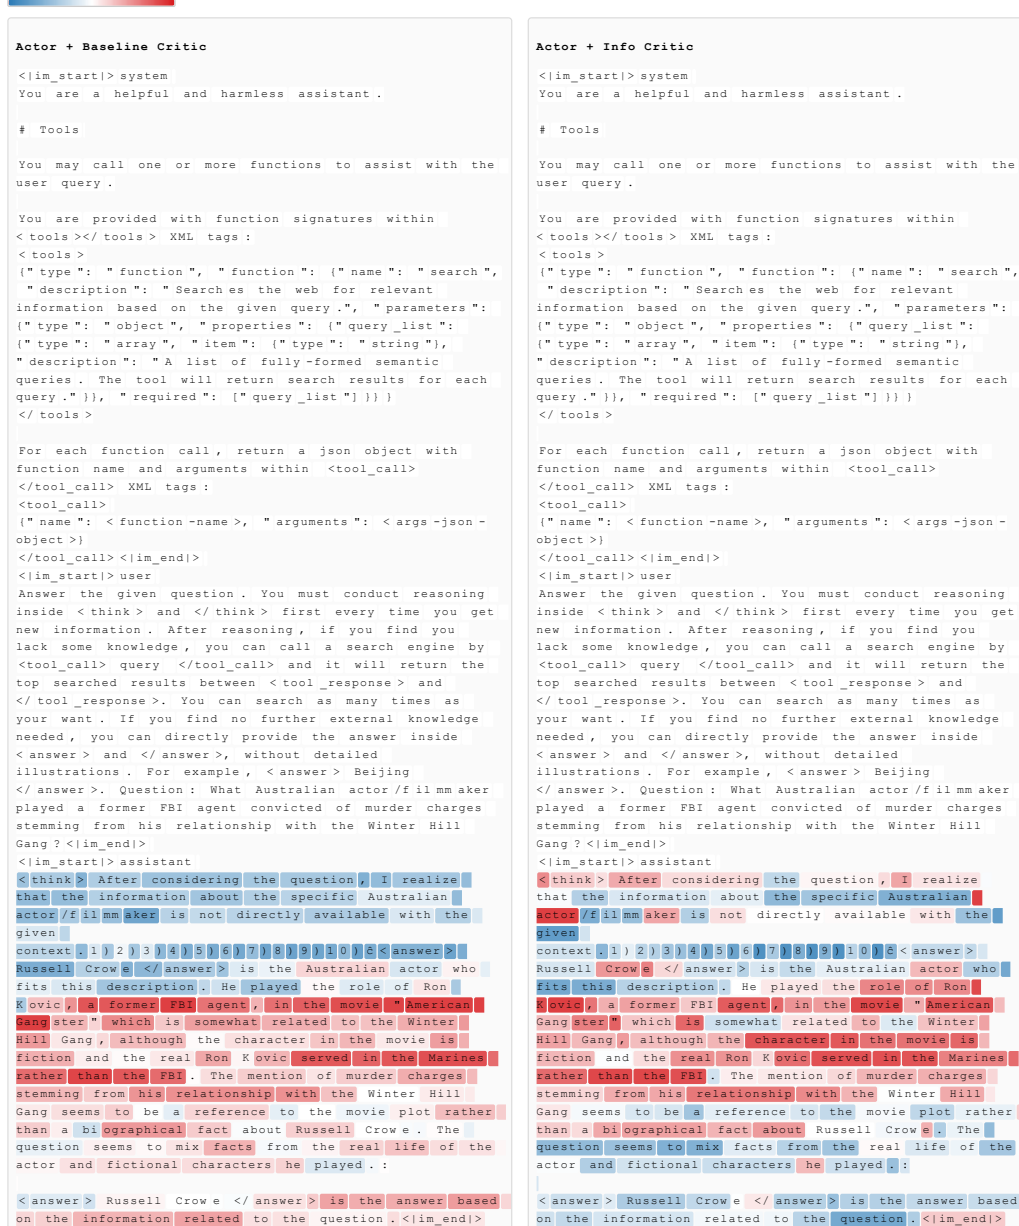 Actor + Baseline Critic
<|im_start|> system
You are a helpful and harmless assistant .
# Tools
You may call one or more functions to assist with the
user query .
You are provided with function signatures within
< tools ></ tools > XML tags :
< tools >
{" type ": " function ", " function ": {" name ": " search ",
" description ": " Search es the web for relevant
information based on the given query .", " parameters ":
{" type ": " object ", " properties ": {" query _list ":
{" type ": " array ", " item ": {" type ": " string "},
" description ": " A list of fully -formed semantic
queries . The tool will return search results for each
query ." }}, " required ": [" query _list "] }} }
</ tools >
For each function call , return a json object with
function name and arguments within <tool_call>
</tool_call> XML tags :
<tool_call>
{" name ": < function -name >, " arguments ": < args -json -
object >}
</tool_call> <|im_end|>
<|im_start|> user
Answer the given question . You must conduct reasoning
inside < think > and </ think > first every time you get
new information . After reasoning , if you find you
lack some knowledge , you can call a search engine by
<tool_call> query </tool_call> and it will return the
top searched results between < tool _response > and
</ tool _response >. You can search as many times as
your want . If you find no further external knowledge
needed , you can directly provide the answer inside
< answer > and </ answer >, without detailed
illustrations . For example , < answer > Beijing
</ answer >. Question : What Australian actor /f il mm aker
played a former FBI agent convicted of murder charges
stemming from his relationship with the Winter Hill
Gang ? <|im_end|>
<|im_start|> assistant
< think > After considering the question , I realize
that the information about the specific Australian
actor /f il mm aker is not directly available with the
given
context . 1 ) 2 ) 3 ) 4 ) 5 ) 6 ) 7 ) 8 ) 9 ) 1 0 ) č < answer >
Russell Crow e </ answer > is the Australian actor who
fits this description . He played the role of Ron
K ovic , a former FBI agent , in the movie " American
Gang ster " which is somewhat related to the Winter
Hill Gang , although the character in the movie is
fiction and the real Ron K ovic served in the Marines
rather than the FBI . The mention of murder charges
stemming from his relationship with the Winter Hill
Gang seems to be a reference to the movie plot rather
than a bi ographical fact about Russell Crow e . The
question seems to mix facts from the real life of the
actor and fictional characters he played . :
< answer > Russell Crow e </ answer > is the answer based
on the information related to the question . <|im_end|>
Actor + Info Critic
<|im_start|> system
You are a helpful and harmless assistant .
# Tools
You may call one or more functions to assist with the
user query .
You are provided with function signatures within
< tools ></ tools > XML tags :
< tools >
{" type ": " function ", " function ": {" name ": " search ",
" description ": " Search es the web for relevant
information based on the given query .", " parameters ":
{" type ": " object ", " properties ": {" query _list ":
{" type ": " array ", " item ": {" type ": " string "},
" description ": " A list of fully -formed semantic
queries . The tool will return search results for each
query ." }}, " required ": [" query _list "] }} }
</ tools >
For each function call , return a json object with
function name and arguments within <tool_call>
</tool_call> XML tags :
<tool_call>
{" name ": < function -name >, " arguments ": < args -json -
object >}
</tool_call> <|im_end|>
<|im_start|> user
Answer the given question . You must conduct reasoning
inside < think > and </ think > first every time you get
new information . After reasoning , if you find you
lack some knowledge , you can call a search engine by
<tool_call> query </tool_call> and it will return the
top searched results between < tool _response > and
</ tool _response >. You can search as many times as
your want . If you find no further external knowledge
needed , you can directly provide the answer inside
< answer > and </ answer >, without detailed
illustrations . For example , < answer > Beijing
</ answer >. Question : What Australian actor /f il mm aker
played a former FBI agent convicted of murder charges
stemming from his relationship with the Winter Hill
Gang ? <|im_end|>
<|im_start|> assistant
< think > After considering the question , I realize
that the information about the specific Australian
actor /f il mm aker is not directly available with the
given
context . 1 ) 2 ) 3 ) 4 ) 5 ) 6 ) 7 ) 8 ) 9 ) 1 0 ) č < answer >
Russell Crow e </ answer > is the Australian actor who
fits this description . He played the role of Ron
K ovic , a former FBI agent , in the movie " American
Gang ster " which is somewhat related to the Winter
Hill Gang , although the character in the movie is
fiction and the real Ron K ovic served in the Marines
rather than the FBI . The mention of murder charges
stemming from his relationship with the Winter Hill
Gang seems to be a reference to the movie plot rather
than a bi ographical fact about Russell Crow e . The
question seems to mix facts from the real life of the
actor and fictional characters he played . :
< answer > Russell Crow e </ answer > is the answer based
on the information related to the question . <|im_end|>